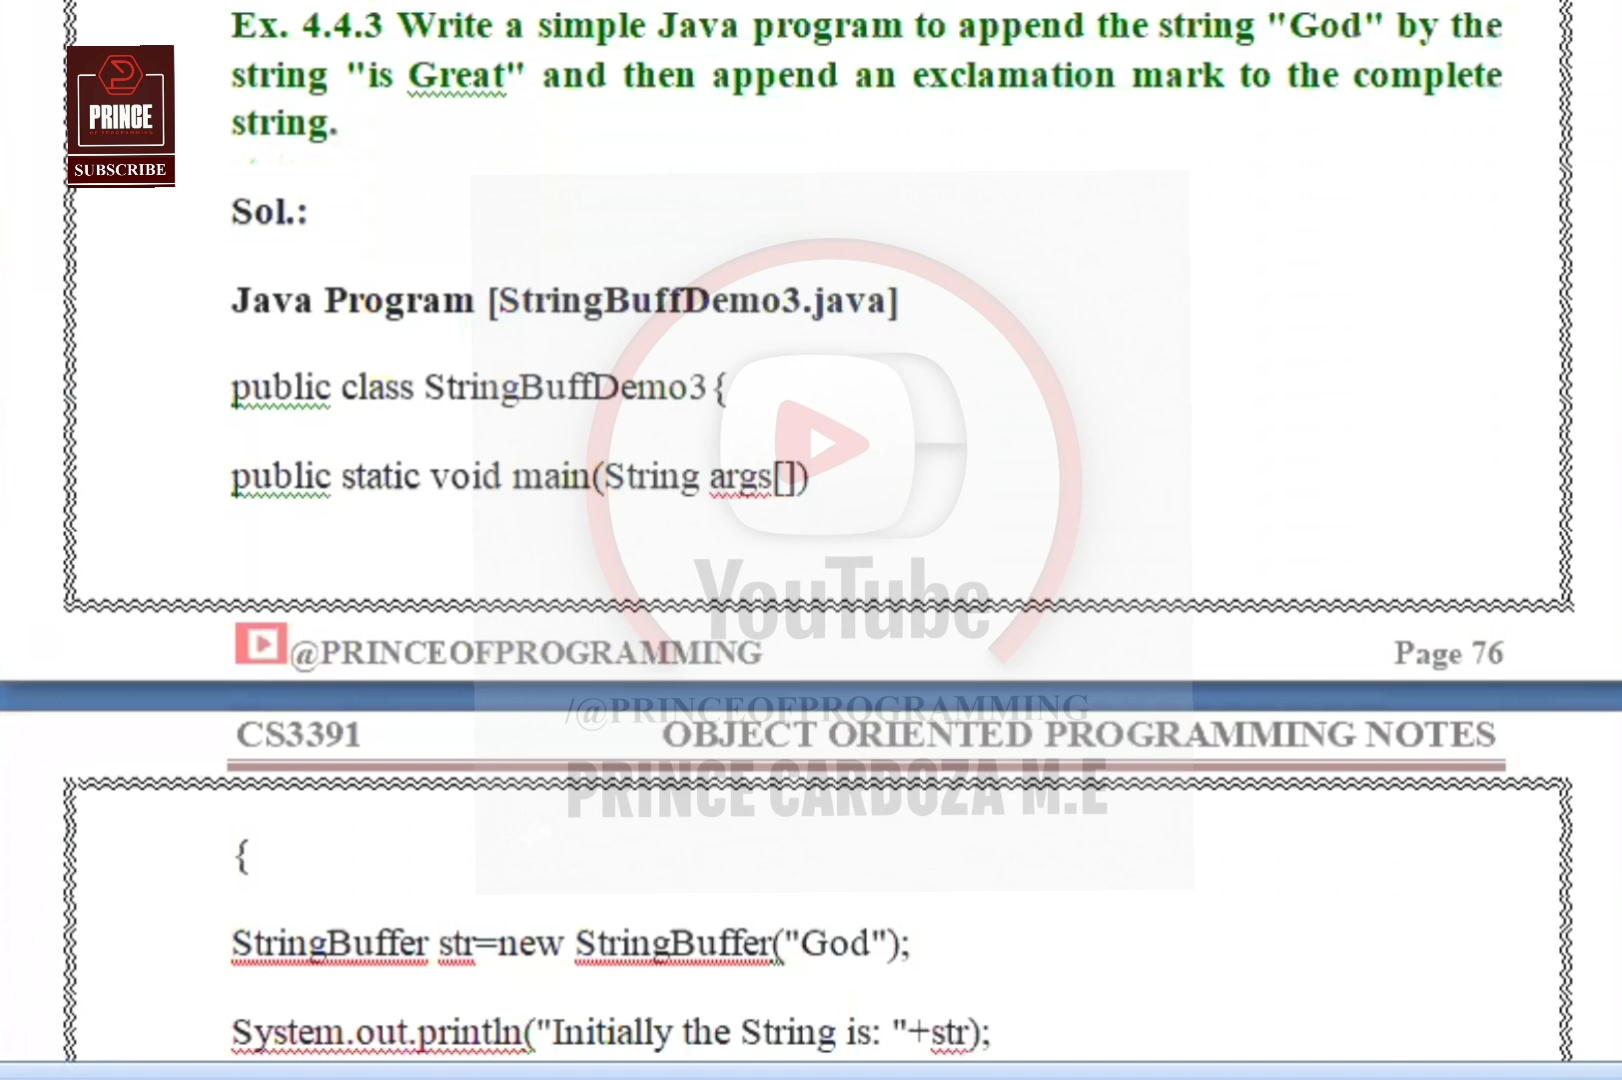 Ex. 4.4.3 Write a simple Java program to append the string "God" by the
string "is Great" and then append an exclamation mark to the complete
string.
PRINCE
OF PROGRAMMING
SUBSCRIBE
Sol.:
Java Program [StringBuffDemo3.java]
public class StringBuffDemo3 {
public static void main(String args[])
YouTube
@PRINCEOFPROGRAMMING
Page 76
/@PRINCEOFPROGRAMMING
CS3391
OBJECT ORIENTED PROGRAMMING NOTES
PRINCE CARDOZA M.E
{
StringBuffer str=new StringBuffer("God");
System.out.println("Initially the String is: "+str);